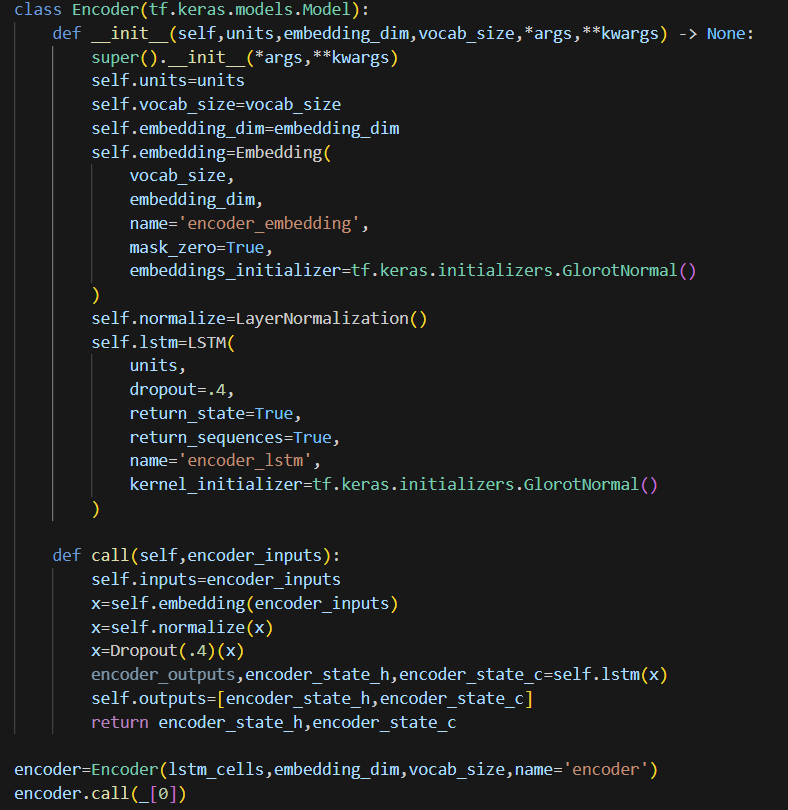 class Encoder(tf.keras.models.Model):
    def __init__(self,units,embedding_dim,vocab_size,*args,**kwargs) -> None:
        super().__init__(*args,**kwargs)
        self.units=units
        self.vocab_size=vocab_size
        self.embedding_dim=embedding_dim
        self.embedding=Embedding(
            vocab_size,
            embedding_dim,
            name='encoder_embedding',
            mask_zero=True,
            embeddings_initializer=tf.keras.initializers.GlorotNormal()
        )
        self.normalize=LayerNormalization()
        self.lstm=LSTM(
            units,
            dropout=.4,
            return_state=True,
            return_sequences=True,
            name='encoder_lstm',
            kernel_initializer=tf.keras.initializers.GlorotNormal()
        )
    def call(self,encoder_inputs):
        self.inputs=encoder_inputs
        x=self.embedding(encoder_inputs)
        x=self.normalize(x)
        x=Dropout(.4)(x)
        encoder_outputs,encoder_state_h,encoder_state_c=self.lstm(x)
        self.outputs=[encoder_state_h,encoder_state_c]
        return encoder_state_h,encoder_state_c
encoder=Encoder(lstm_cells,embedding_dim,vocab_size,name='encoder')
encoder.call(_[0])